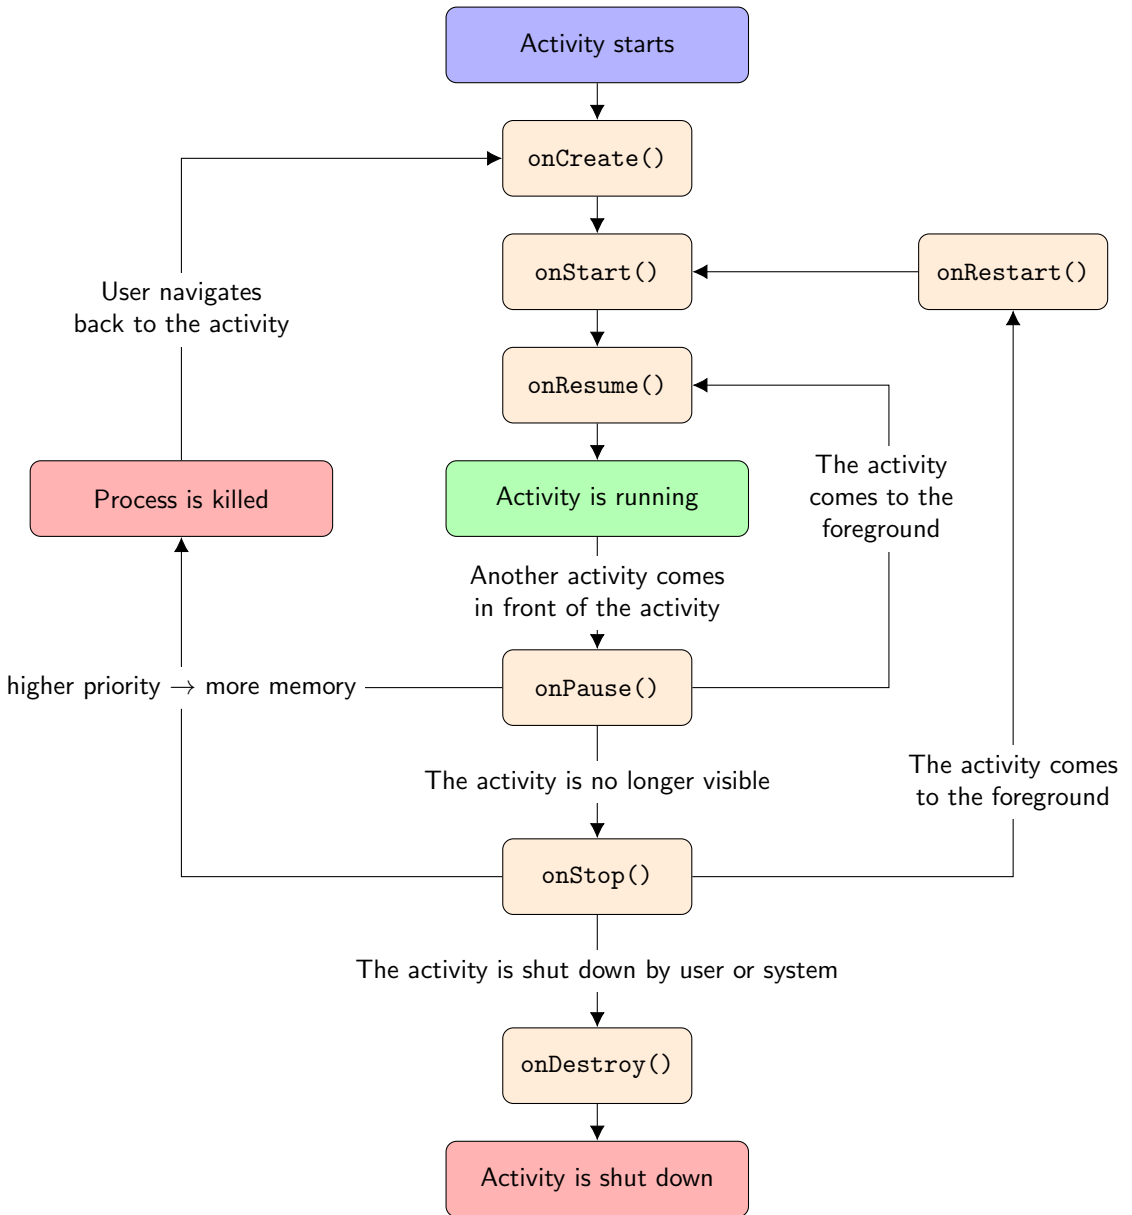 Activity starts
onCreate()
onStart()
onRestart()
User navigates
back to the activity
onResume()
The activity
comes to the
foreground
Process is killed
Activity is running
Another activity comes
in front of the activity
higher priority → more memory
onPause()
The activity is no longer visible
The activity comes
to the foreground
onStop()
The activity is shut down by user or system
onDestroy()
Activity is shut down